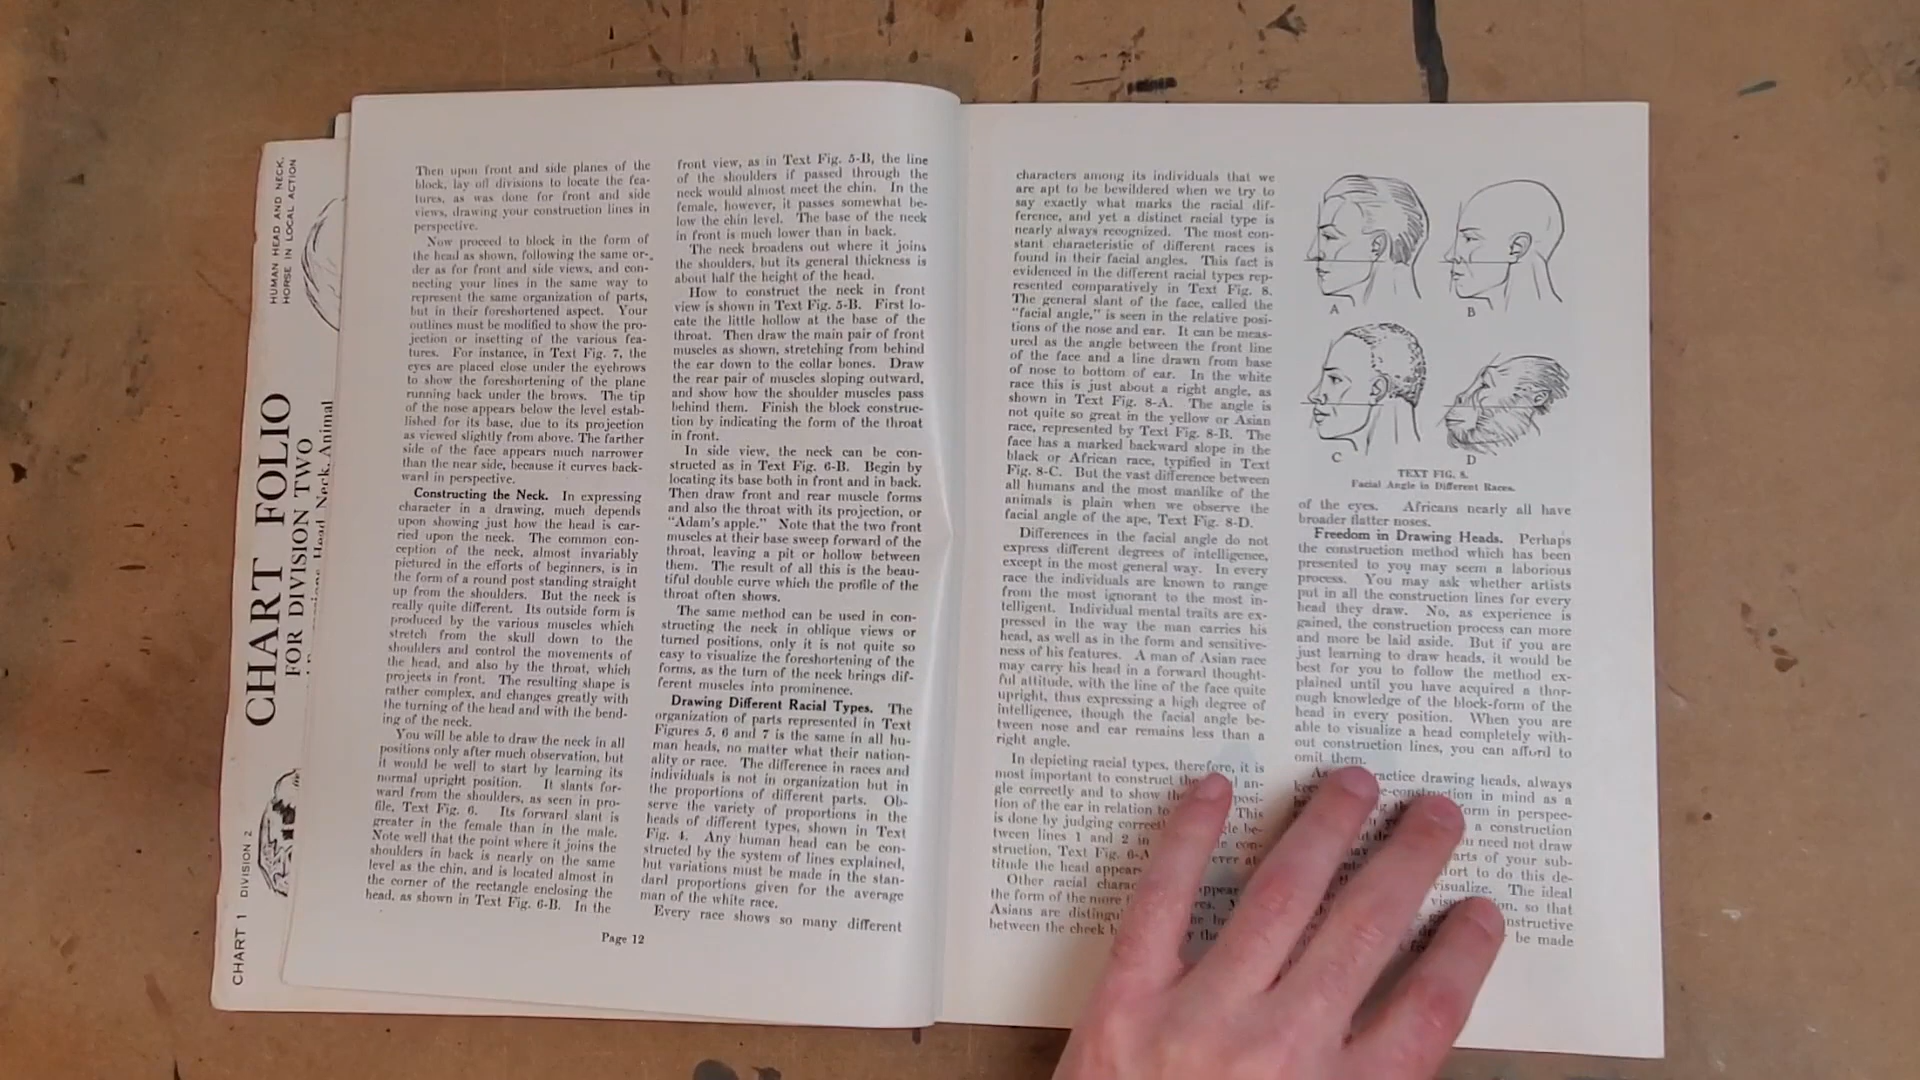 CHART 1 DIVISION 2
CHART FOLIO
FOR DIVISION TWO
Head Neck, Animal
HUMAN HEAD AND NECK,
HORSE IN LOCAL ACTION
Then upon front and side planes of the
block, lay off divisions to locate the fea-
tures, as was done for front and side
views, drawing your construction lines in
perspective.
Now proceed to block in the form of
the head as shown, following the same or-
der as for front and side views, and con-
necting your lines in the same way to
represent the same organization of parts,
but in their foreshortened aspect. Your
outlines must be modified to show the pro-
jection or insetting of the various fea-
tures. For instance, in Text Fig. 7, the
eyes are placed close under the eyebrows
to show the foreshortening of the plane
running back under the brows. The tip
of the nose appears below the level estab-
lished for its base, due to its projection
as viewed slightly from above. The farther
side of the face appears much narrower
than the near side, because it curves back-
ward in perspective.
Constructing the Neck. In expressing
character in a drawing, much depends
upon showing just how the head is car-
ried upon the neck. The common con-
ception of the neck, almost invariably
pictured in the efforts of beginners, is in
the form of a round post standing straight
up from the shoulders. But the neck is
really quite different. Its outside form is
produced by the various muscles which
stretch from the skull down to the
shoulders and control the movements of
the head, and also by the throat, which
projects in front. The resulting shape is
rather complex, and changes greatly with
the turning of the head and with the bend-
ing of the neck.
You will be able to draw the neck in all
positions only after much observation, but
it would be well to start by learning its
normal upright position. It slants for-
ward from the shoulders, as seen in pro-
file, Text Fig. 6. Its forward slant is
greater in the female than in the male.
Note well that the point where it joins the
shoulders in back is nearly on the same
level as the chin, and is located almost in
the corner of the rectangle enclosing the
head, as shown in Text Fig. 6-B. In the
front view, as in Text Fig. 5-B, the line
of the shoulders if passed through the
neck would almost meet the chin. In the
female, however, it passes somewhat be-
low the chin level. The base of the neck
in front is much lower than in back.
The neck broadens out where it joins
the shoulders, but its general thickness is
about half the height of the head.
How to construct the neck in front
view is shown in Text Fig. 5-B. First lo-
cate the little hollow at the base of the
throat. Then draw the main pair of front
muscles as shown, stretching from behind
the ear down to the collar bones. Draw
the rear pair of muscles sloping outward,
and show how the shoulder muscles pass
behind them. Finish the block construc-
tion by indicating the form of the throat
in front.
In side view, the neck can be con-
structed as in Text Fig. 6-B. Begin by
locating its base both in front and in back.
Then draw front and rear muscle forms
and also the throat with its projection, or
"Adam's apple." Note that the two front
muscles at their base sweep forward of the
throat, leaving a pit or hollow between
them. The result of all this is the beau-
tiful double curve which the profile of the
throat often shows.
The same method can be used in con-
structing the neck in oblique views or
turned positions, only it is not quite so
easy to visualize the foreshortening of the
forms, as the turn of the neck brings dif-
ferent muscles into prominence.
Drawing Different Racial Types. The
organization of parts represented in Text
Figures 5, 6 and 7 is the same in all hu-
man heads, no matter what their nation-
ality or race. The difference in races and
individuals is not in organization but in
the proportions of different parts. Ob-
serve the variety of proportions in the
heads of different types, shown in Text
Fig. 4. Any human head can be con-
structed by the system of lines explained,
but variations must be made in the stan-
dard proportions given for the average
man of the white race.
Every race shows so many different
Page 12
characters among its individuals that we
are apt to be bewildered when we try to
say exactly what marks the racial dif-
ference, and yet a distinct racial type is
nearly always recognized. The most con-
stant characteristic of different races is
found in their facial angles. This fact is
evidenced in the different racial types rep-
resented comparatively in Text Fig. 8.
The general slant of the face, called the
"facial angle," is seen in the relative posi-
tions of the nose and ear. It can be meas-
ured as the angle between the front line
of the face and a line drawn from base
of nose to bottom of ear. In the white
race this is just about a right angle, as
shown in Text Fig. 8-A. The angle is
not quite so great in the yellow or Asian
race, represented by Text Fig. 8-B. The
face has a marked backward slope in the
black or African race, typified in Text
Fig. 8-C. But the vast difference between
all humans and the most manlike of the
animals is plain when we observe the
facial angle of the ape, Text Fig. 8-D.
Differences in the facial angle do not
express different degrees of intelligence,
except in the most general way. In every
race the individuals are known to range
from the most ignorant to the most in-
telligent. Individual mental traits are ex-
pressed in the way the man carries his
head, as well as in the form and sensitive-
ness of his features. A man of Asian race
may carry his head in a forward thought-
ful attitude, with the line of the face quite
upright, thus expressing a high degree of
intelligence, though the facial angle be-
tween nose and ear remains less than a
right angle.
In depicting racial types, therefore, it is
most important to construct the an-
gle correctly and to show the posi-
tion of the ear in relation to This
is done by judging be-
tween lines 1 and 2 in con-
struction, Text Fig. 6-A at-
titude the head appears
Other racial appear
the form of the more
Asians are
between the cheek the
A
B
C
D
TEXT FIG. 8.
Facial Angle in Different Races.
of the eyes. Africans nearly all have
broader flatter noses.
Freedom in Drawing Heads. Perhaps
the construction method which has been
presented to you may seem a laborious
process. You may ask whether artists
put in all the construction lines for every
head they draw. No, as experience is
gained, the construction process can more
and more be laid aside. But if you are
just learning to draw heads, it would be
best for you to follow the method ex-
plained until you have acquired a thor-
ough knowledge of the block-form of the
head in every position. When you are
able to visualize a head completely with-
out construction lines, you can afford to
omit them.
As practice drawing heads, always
in mind as a
form in perspec-
a construction
you need not draw
parts of your sub-
to do this de-
visualize. The ideal
so that
be made